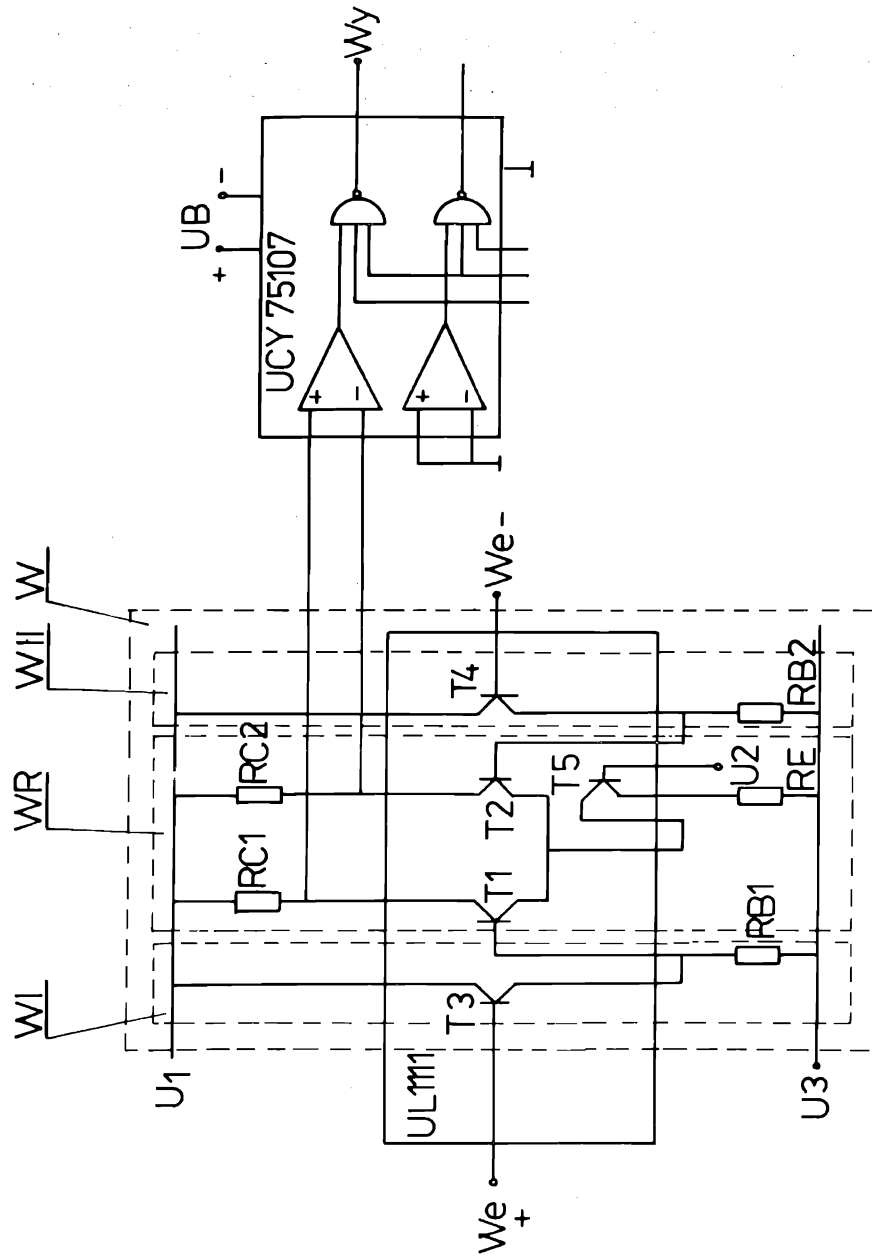 WI
WR
WII
W
U1
RC1
RC2
UL1111
T3
T1
T2
T4
T5
We
+
We-
U2
RB1
RE
RB2
U3
UB
+
-
UCY 75107
+
-
+
-
Wy